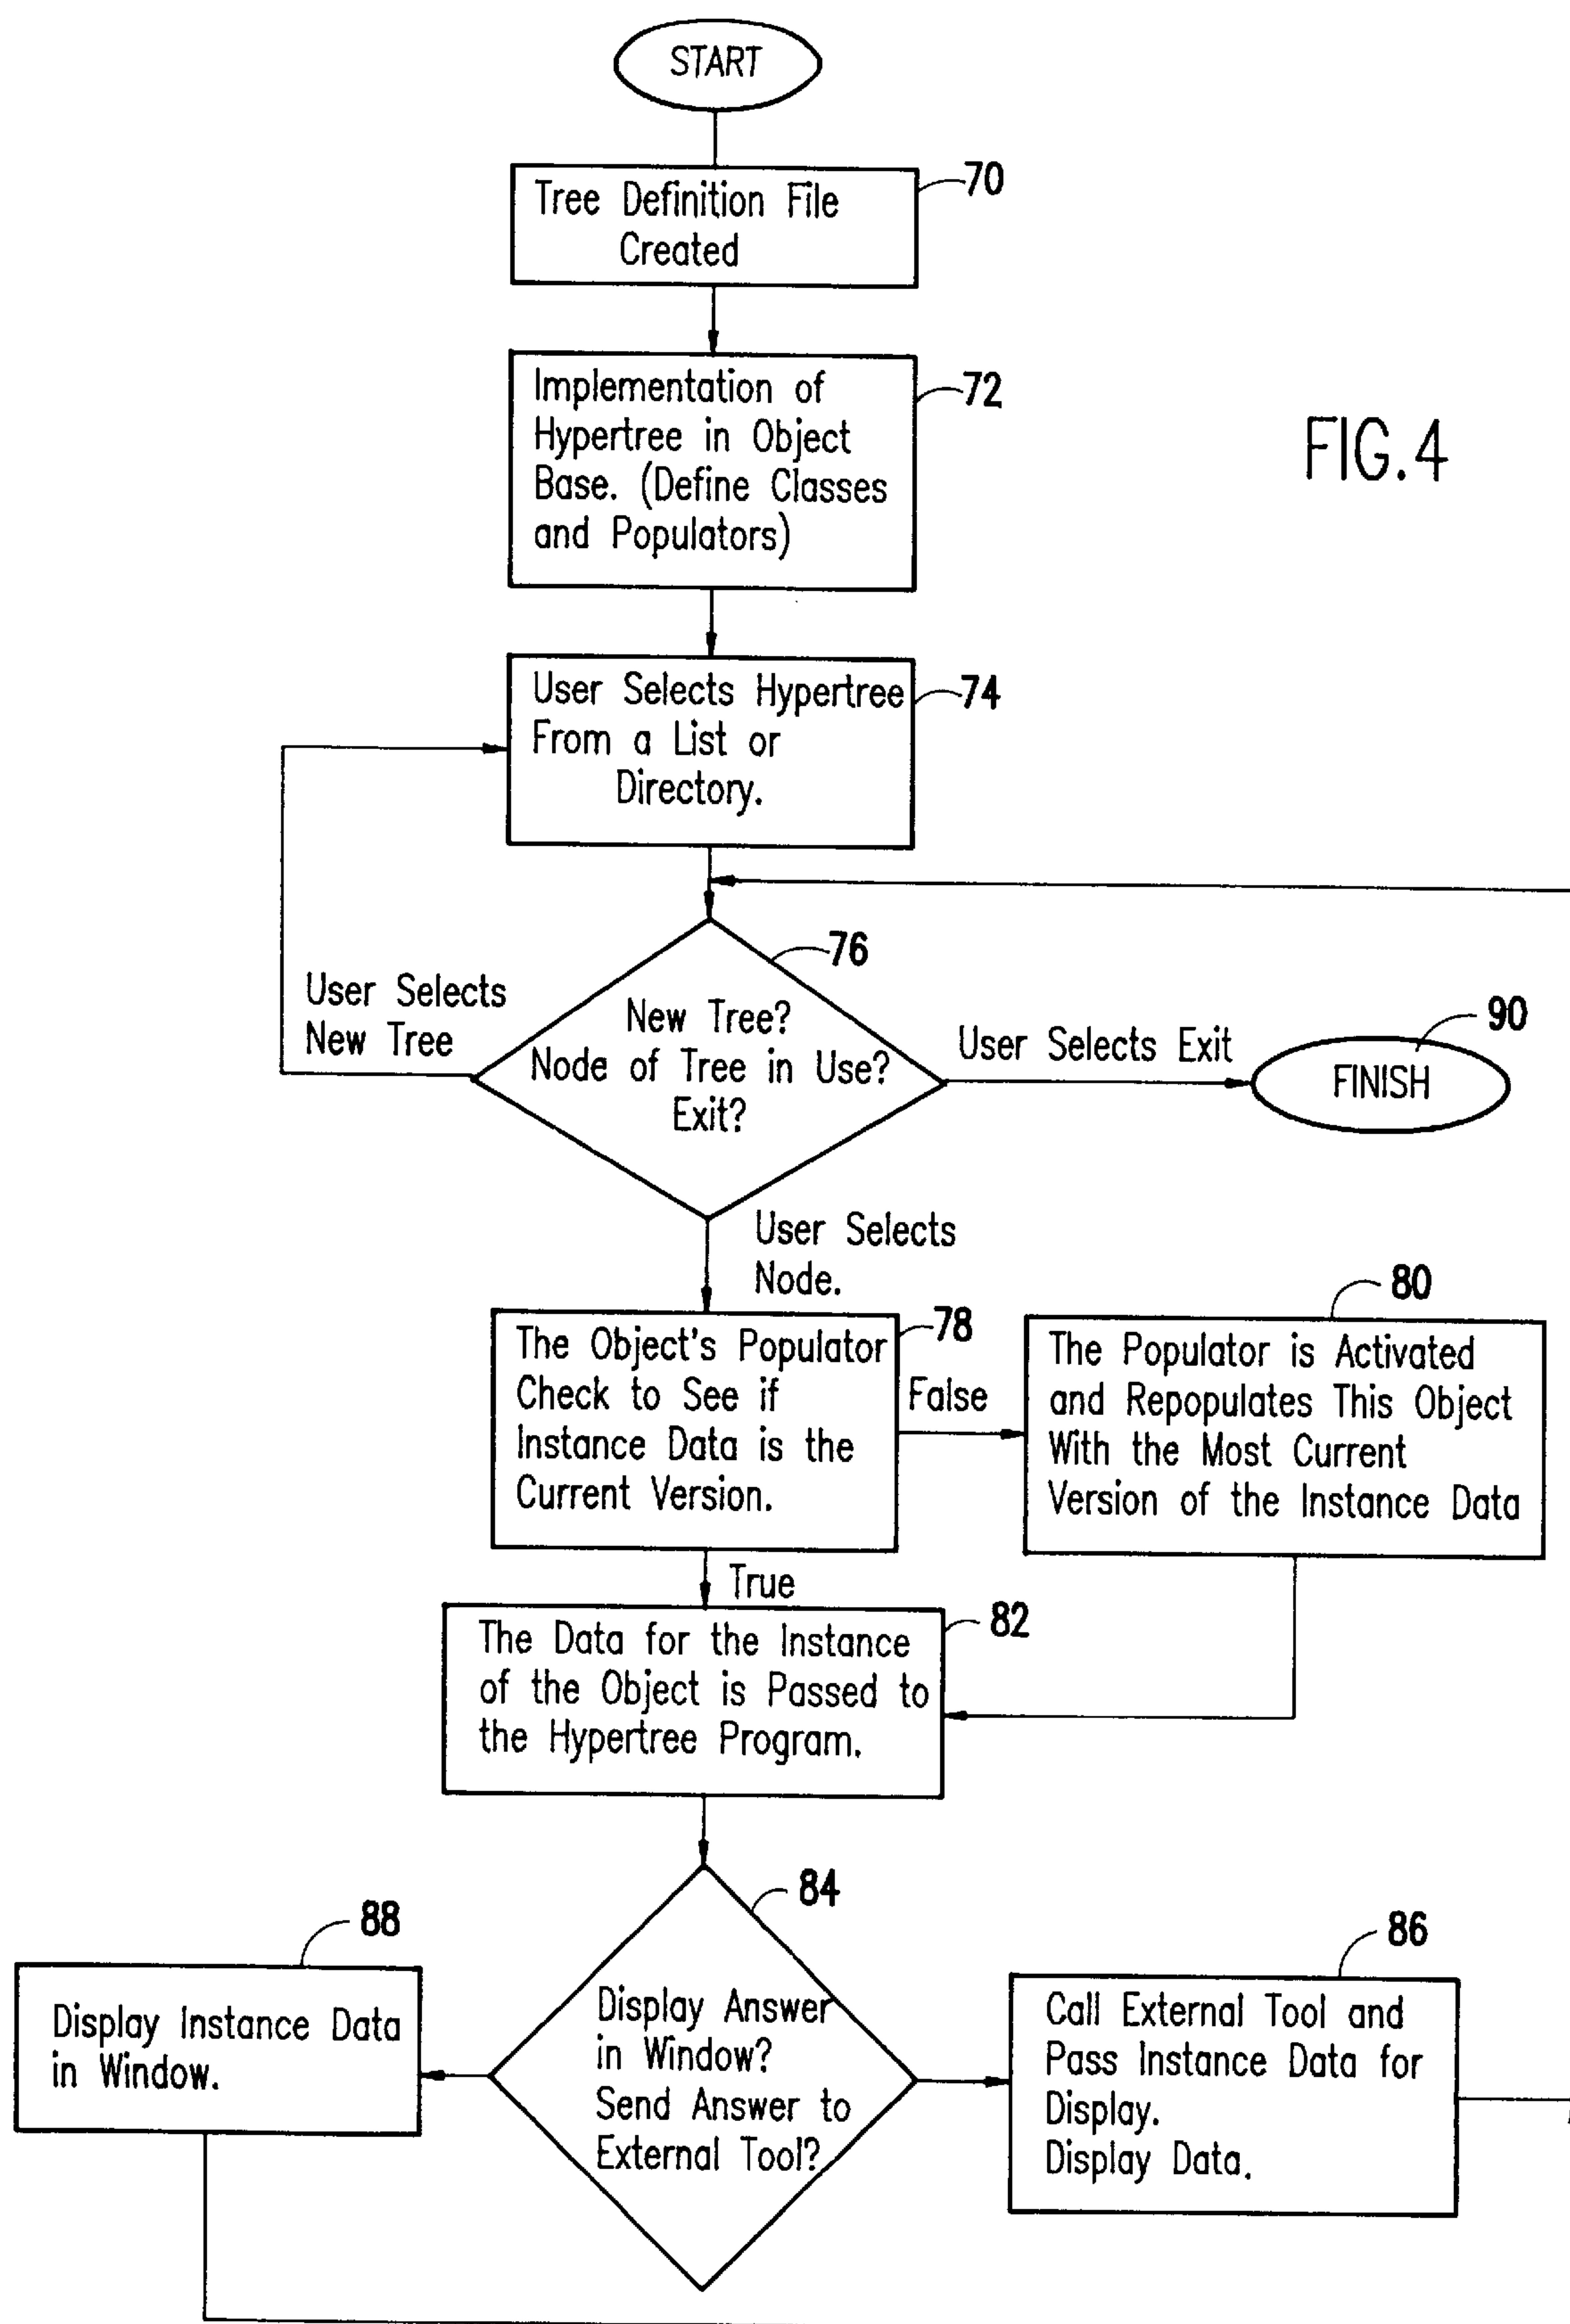 START
70
Tree Definition File
Created
72
Implementation of
Hypertree in Object
Base. (Define Classes
and Populators)
FIG.4
74
User Selects Hypertree
From a List or
Directory.
76
User Selects
New Tree
New Tree?
Node of Tree in Use?
Exit?
User Selects Exit
90
FINISH
User Selects
Node.
78
The Object's Populator
Check to See if
Instance Data is the
Current Version.
False
80
The Populator is Activated
and Repopulates This Object
With the Most Current
Version of the Instance Data
True
82
The Data for the Instance
of the Object is Passed to
the Hypertree Program.
84
Display Answer
in Window?
Send Answer to
External Tool?
88
Display Instance Data
in Window.
86
Call External Tool and
Pass Instance Data for
Display.
Display Data.